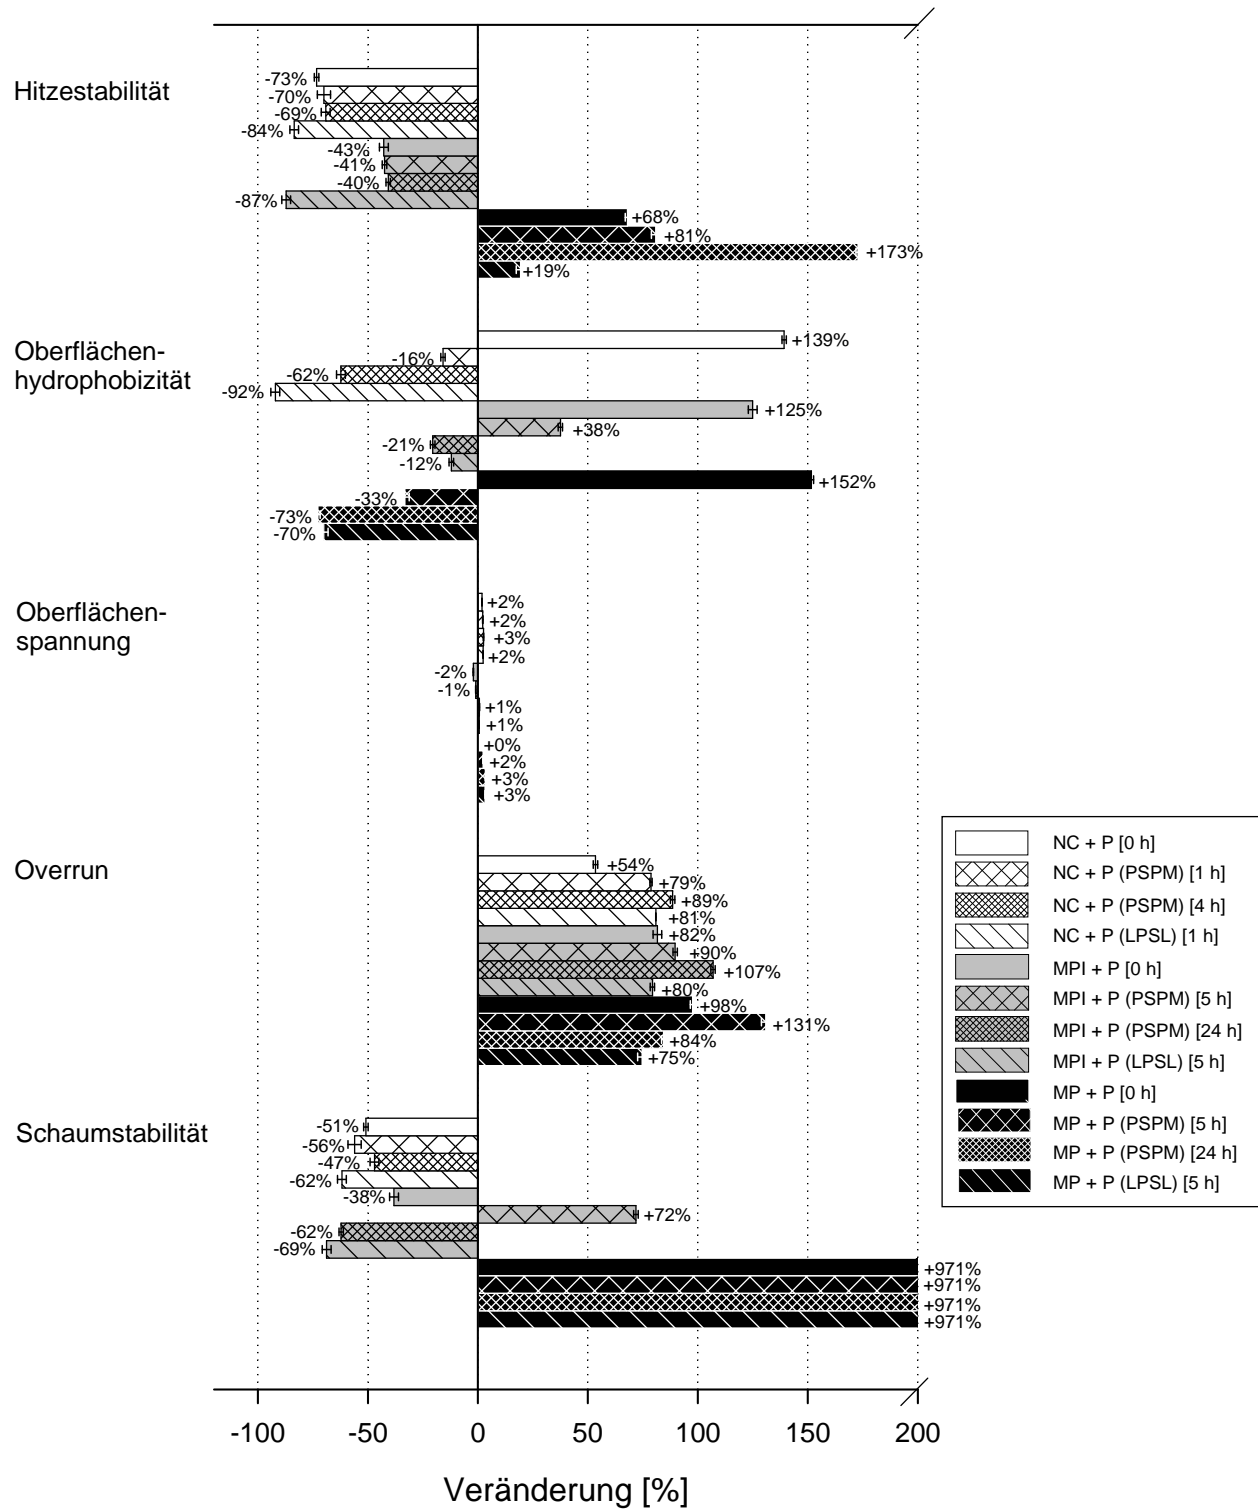 Hitzestabilität
-73%
-70%
-69%
-84%
-43%
-41%
-40%
-87%
+68%
+81%
+173%
+19%
Oberflächen-
hydrophobizität
+139%
-16%
-62%
-92%
+125%
+38%
-21%
-12%
+152%
-33%
-73%
-70%
Oberflächen-
spannung
+2%
+2%
+3%
+2%
-2%
-1%
+1%
+1%
+0%
+2%
+3%
+3%
Overrun
+54%
+79%
+89%
+81%
+82%
+90%
+107%
+80%
+98%
+131%
+84%
+75%
Schaumstabilität
-51%
-56%
-47%
-62%
-38%
+72%
-62%
-69%
+971%
+971%
+971%
+971%
NC + P [0 h]
NC + P (PSPM) [1 h]
NC + P (PSPM) [4 h]
NC + P (LPSL) [1 h]
MPI + P [0 h]
MPI + P (PSPM) [5 h]
MPI + P (PSPM) [24 h]
MPI + P (LPSL) [5 h]
MP + P [0 h]
MP + P (PSPM) [5 h]
MP + P (PSPM) [24 h]
MP + P (LPSL) [5 h]
-100 -50 0 50 100 150 200
Veränderung [%]